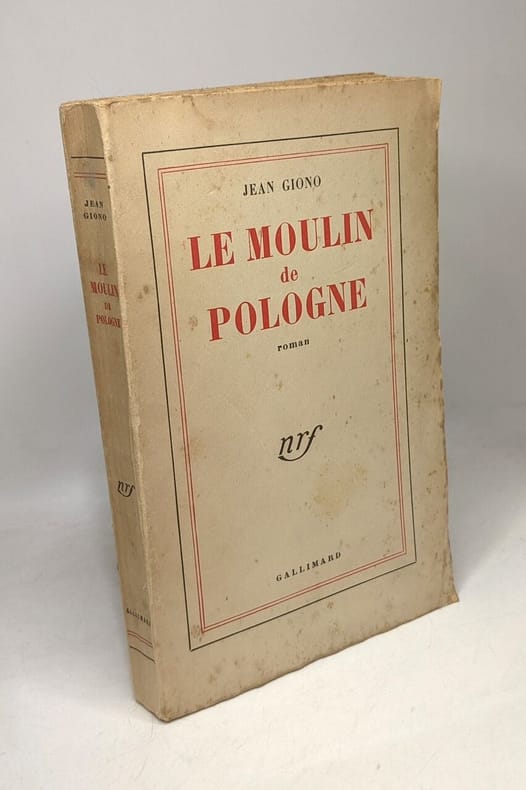 JEAN GIONO
LE MOULIN
de
POLOGNE
roman
nrf
GALLIMARD
JEAN
GIONO
LE
MOULIN
DE
POLOGNE
nrf
GALLIMARD